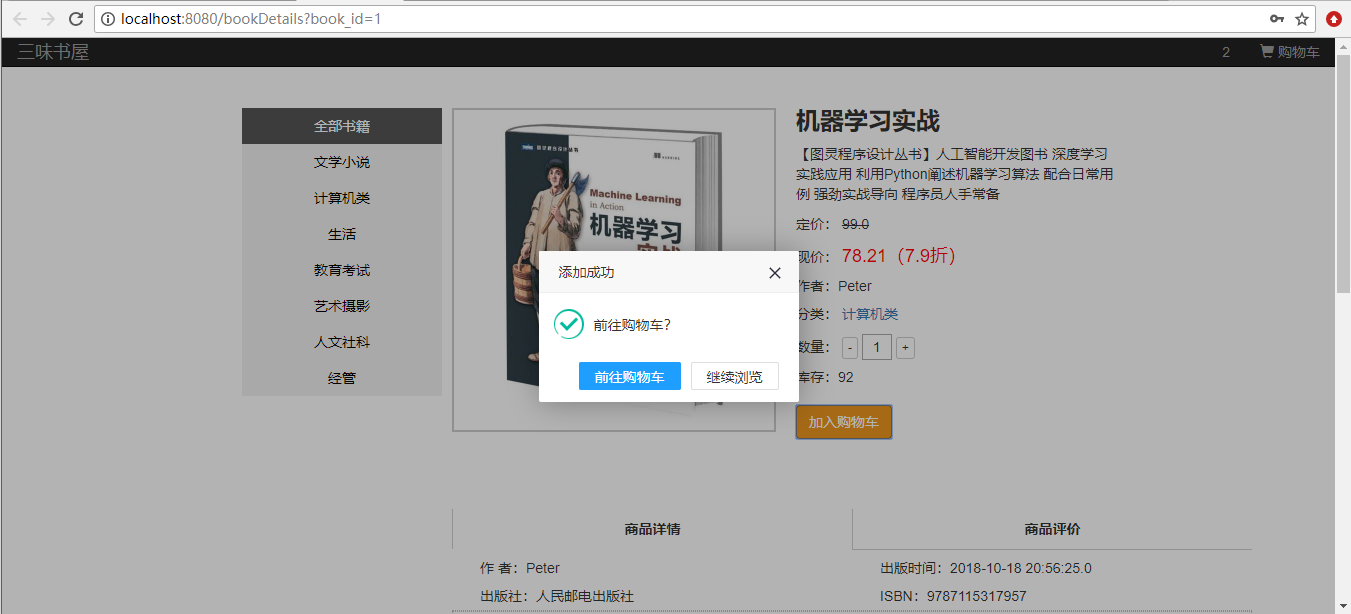 localhost:8080/bookDetails?book_id=1
三味书屋
2
购物车
全部书籍
文学小说
计算机类
生活
教育考试
艺术摄影
人文社科
经管
Machine Learning
in Action
机器学习
实战
机器学习实战
【图灵程序设计丛书】人工智能开发图书 深度学习
实践应用 利用Python阐述机器学习算法 配合日常用
例 强劲实战导向 程序员人手常备
定价： 99.0
现价： 78.21（7.9折）
作者：Peter
分类： 计算机类
数量： - 1 +
库存：92
加入购物车
添加成功
前往购物车？
前往购物车
继续浏览
商品详情
商品评价
作 者：Peter
出版时间：2018-10-18 20:56:25.0
出版社：人民邮电出版社
ISBN：9787115317957